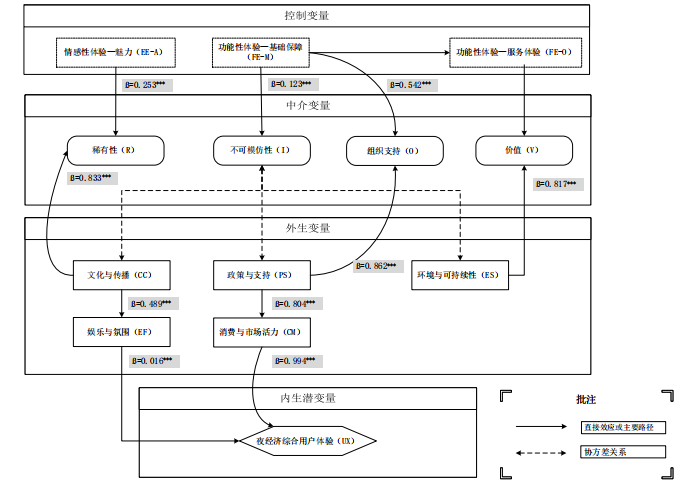 控制变量
情感性体验—魅力（EE-A）
功能性体验—基础保障
（FE-M）
功能性体验—服务体验（FE-O）
β=0.253***
β=0.123***
β=0.542***
中介变量
稀有性（R）
不可模仿性（I）
组织支持（O）
价值（V）
β=0.833***
β=0.817***
外生变量
文化与传播（CC）
政策与支持（PS）
β=0.862***
环境与可持续性（ES）
β=0.489***
β=0.804***
娱乐与氛围（EF）
消费与市场活力（CM）
β=0.016***
β=0.994***
内生潜变量
夜经济综合用户体验（UX）
批注
直接效应或主要路径
协方差关系